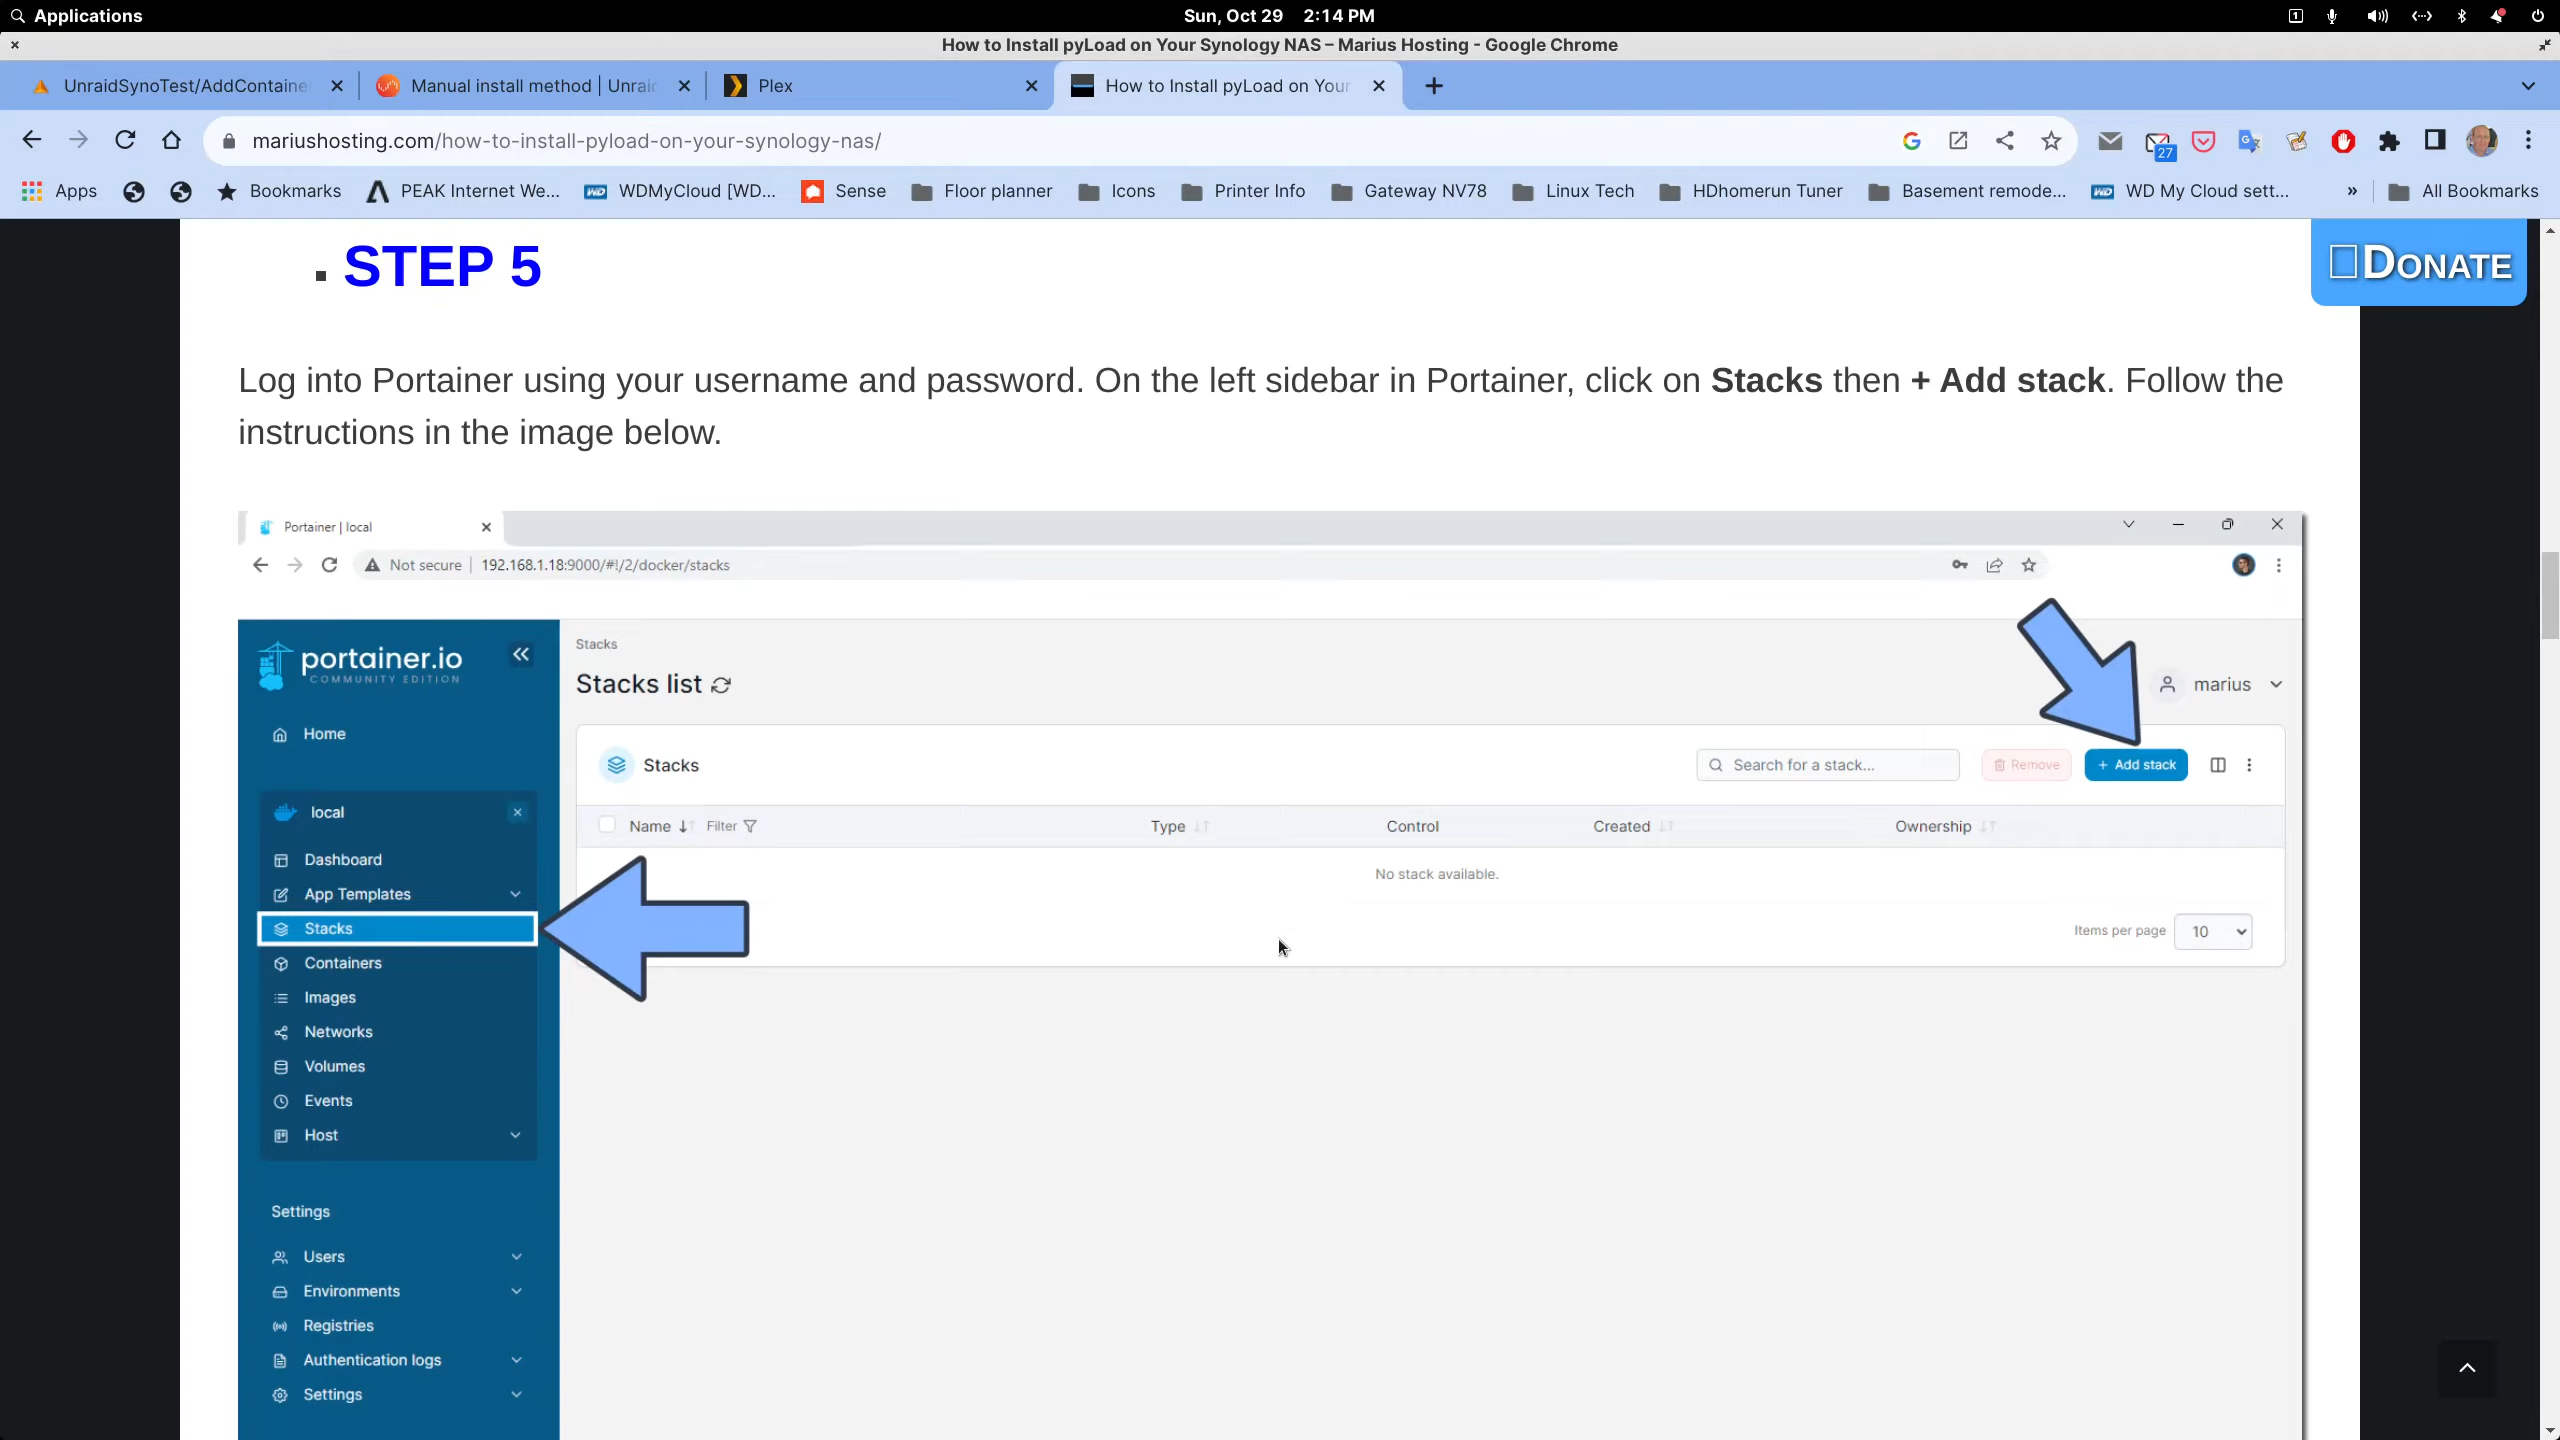 Applications
Sun, Oct 29 2:14 PM
1
How to Install pyLoad on Your Synology NAS – Marius Hosting - Google Chrome
UnraidSynoTest/AddContaine
Manual install method | Unraid
Plex
How to Install pyLoad on Your
mariushosting.com/how-to-install-pyload-on-your-synology-nas/
27
Apps
Bookmarks
PEAK Internet We...
WDMyCloud [WD...
Sense
Floor planner
Icons
Printer Info
Gateway NV78
Linux Tech
HDhomerun Tuner
Basement remode...
WD My Cloud sett...
»
All Bookmarks
STEP 5
DONATE
Log into Portainer using your username and password. On the left sidebar in Portainer, click on Stacks then + Add stack. Follow the
instructions in the image below.
Portainer | local
Not secure 192.168.1.18:9000/#!/2/docker/stacks
portainer.io
COMMUNITY EDITION
Stacks
Stacks list
marius
Home
Stacks
Search for a stack...
Remove
+ Add stack
local
Name Filter Type Control Created Ownership
Dashboard
No stack available.
App Templates
Stacks
Items per page 10
Containers
Images
Networks
Volumes
Events
Host
Settings
Users
Environments
Registries
Authentication logs
Settings